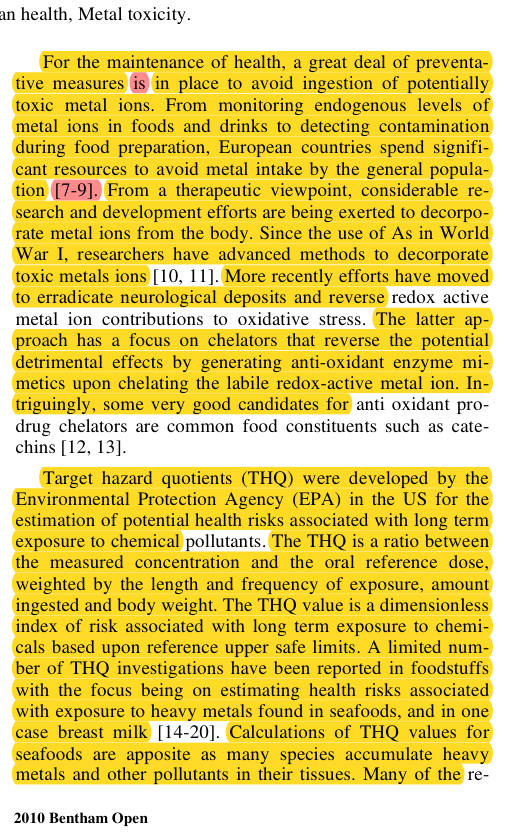 an health, Metal toxicity.
For the maintenance of health, a great deal of preventa-
tive measures is in place to avoid ingestion of potentially
toxic metal ions. From monitoring endogenous levels of
metal ions in foods and drinks to detecting contamination
during food preparation, European countries spend signifi-
cant resources to avoid metal intake by the general popula-
tion [7-9]. From a therapeutic viewpoint, considerable re-
search and development efforts are being exerted to decorpo-
rate metal ions from the body. Since the use of As in World
War I, researchers have advanced methods to decorporate
toxic metals ions [10, 11]. More recently efforts have moved
to erradicate neurological deposits and reverse redox active
metal ion contributions to oxidative stress. The latter ap-
proach has a focus on chelators that reverse the potential
detrimental effects by generating anti-oxidant enzyme mi-
metics upon chelating the labile redox-active metal ion. In-
triguingly, some very good candidates for anti oxidant pro-
drug chelators are common food constituents such as cate-
chins [12, 13].
Target hazard quotients (THQ) were developed by the
Environmental Protection Agency (EPA) in the US for the
estimation of potential health risks associated with long term
exposure to chemical pollutants. The THQ is a ratio between
the measured concentration and the oral reference dose,
weighted by the length and frequency of exposure, amount
ingested and body weight. The THQ value is a dimensionless
index of risk associated with long term exposure to chemi-
cals based upon reference upper safe limits. A limited num-
ber of THQ investigations have been reported in foodstuffs
with the focus being on estimating health risks associated
with exposure to heavy metals found in seafoods, and in one
case breast milk [14-20]. Calculations of THQ values for
seafoods are apposite as many species accumulate heavy
metals and other pollutants in their tissues. Many of the re-
2010 Bentham Open